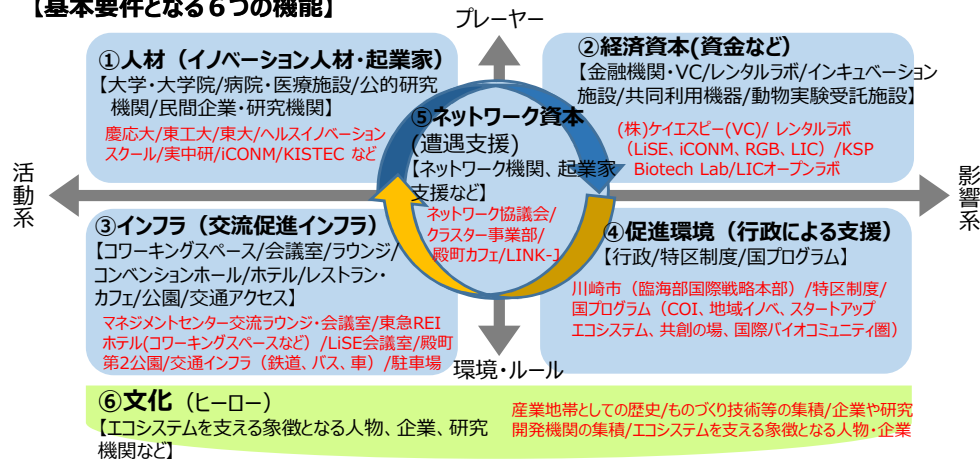 【基本要件となる6つの機能】
プレーヤー
①人材（イノベーション人材・起業家）
【大学・大学院/病院・医療施設/公的研究
機関/民間企業・研究機関】
慶応大/東工大/東大/ヘルスイノベーション
スクール/実中研/iCONM/KISTEC など
②経済資本(資金など)
【金融機関・VC/レンタルラボ/インキュベーション
施設/共同利用機器/動物実験受託施設】
(株)ケイエスピー(VC)/ レンタルラボ
（LiSE、iCONM、RGB、LIC）/KSP
Biotech Lab/LICオープンラボ
⑤ネットワーク資本
(遭遇支援)
【ネットワーク機関、起業家
支援など】
ネットワーク協議会/
クラスター事業部/
殿町カフェ/LINK-J
活動系
影響系
③インフラ（交流促進インフラ）
【コワーキングスペース/会議室/ラウンジ/
コンベンションホール/ホテル/レストラン・
カフェ/公園/交通アクセス】
マネジメントセンター交流ラウンジ・会議室/東急REI
ホテル(コワーキングスペースなど）/LiSE会議室/殿町
第2公園/交通インフラ（鉄道、バス、車）/駐車場
④促進環境（行政による支援）
【行政/特区制度/国プログラム】
川崎市（臨海部国際戦略本部）/特区制度/
国プログラム（COI、地域イノベ、スタートアップ
エコシステム、共創の場、国際バイオコミュニティ圏）
環境・ルール
⑥文化（ヒーロー）
【エコシステムを支える象徴となる人物、企業、研究
機関など】
産業地帯としての歴史/ものづくり技術等の集積/企業や研究
開発機関の集積/エコシステムを支える象徴となる人物・企業